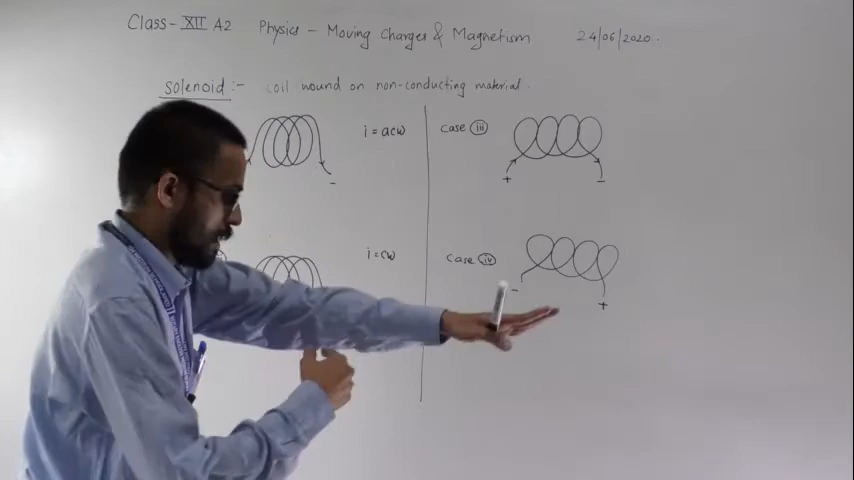 Class-XII A2 Physics - Moving Charges & Magnetism 24/06/2020.
Solenoid:- coil wound on non-conducting material.
i = acw
-
case iii
+ -
i = cw
case iv
- +